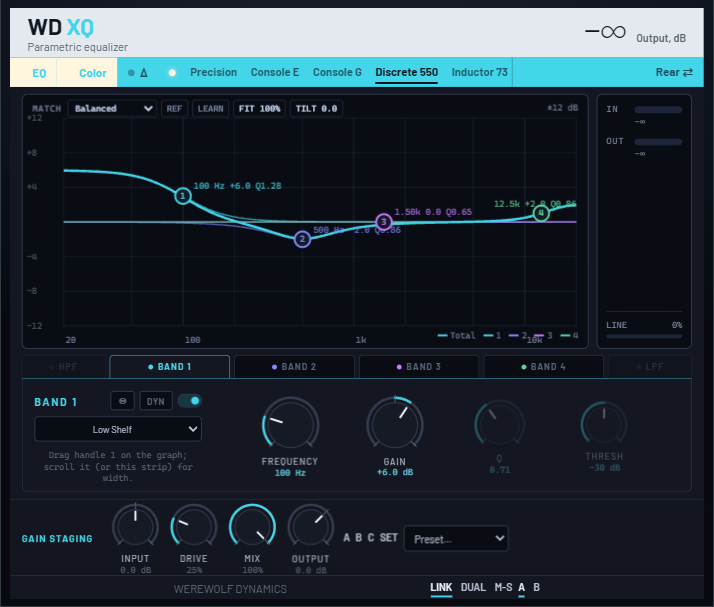 WD XQ
Parametric equalizer
−∞ Output, dB
EQ Color Δ Precision Console E Console G Discrete 550 Inductor 73 Rear ⇄
MATCH Balanced REF LEARN FIT 100% TILT 0.0 ±12 dB
+12
+8
+4
0
−4
−8
−12
1 100 Hz +6.0 Q1.28
2 500 Hz −2.0 Q0.86
3 1.50k 0.0 Q0.65
4 12.5k +2.0 Q0.86
Total 1 2 3 4
20 100 1k 10k
IN
−∞
OUT
−∞
LINE 0%
HPF BAND 1 BAND 2 BAND 3 BAND 4 LPF
BAND 1 DYN
Low Shelf
Drag handle 1 on the graph;
scroll it (or this strip) for
width.
FREQUENCY GAIN Q THRESH
100 Hz +6.0 dB 0.71 −30 dB
GAIN STAGING
INPUT DRIVE MIX OUTPUT
0.0 dB 25% 100% 0.0 dB
A B C SET Preset...
WEREWOLF DYNAMICS LINK DUAL M-S A B